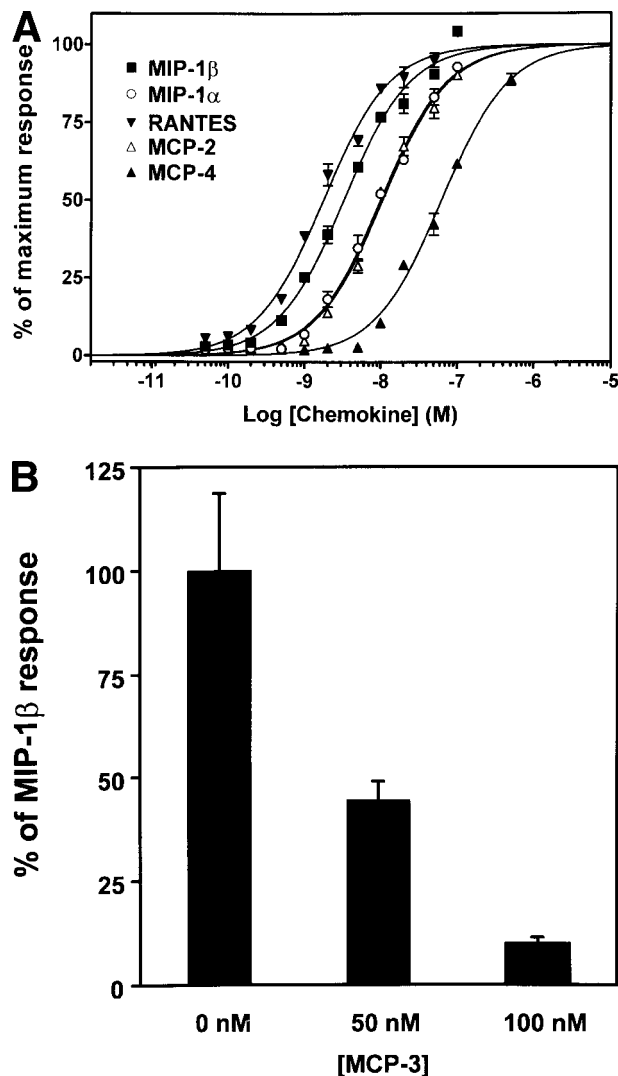 A
% of maximum response
100
75
50
25
0
MIP-1β
MIP-1α
RANTES
MCP-2
MCP-4
-11 -10 -9 -8 -7 -6 -5
Log [Chemokine] (M)
B
% of MIP-1β response
125
100
75
50
25
0
0 nM 50 nM 100 nM
[MCP-3]